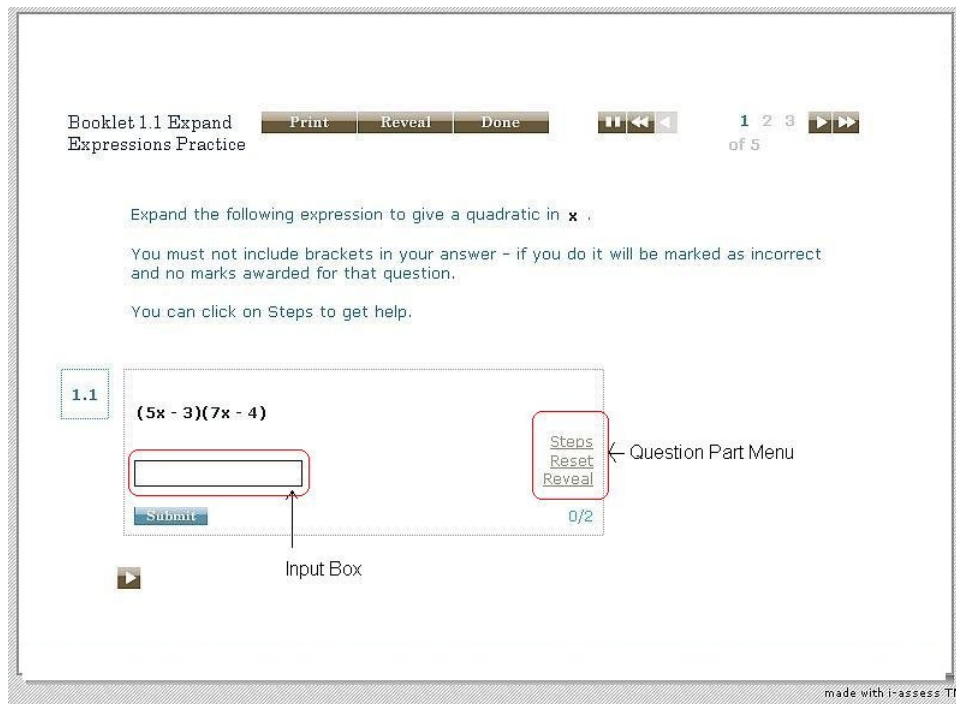 Booklet 1.1 Expand
Expressions Practice
Print Reveal Done
1 2 3
of 5
Expand the following expression to give a quadratic in x .
You must not include brackets in your answer - if you do it will be marked as incorrect
and no marks awarded for that question.
You can click on Steps to get help.
1.1
(5x - 3)(7x - 4)
Steps
Reset
Reveal
Question Part Menu
Submit
0/2
Input Box
made with i-assess TM